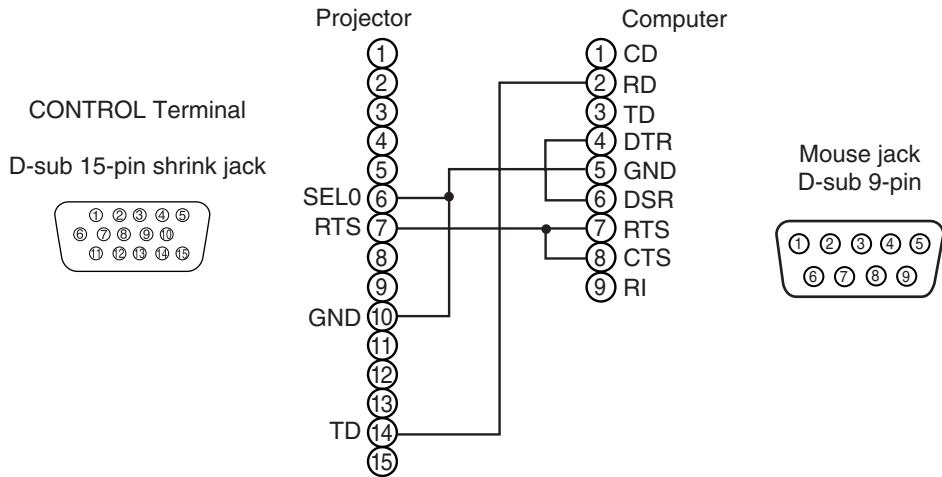 Projector
Computer
CONTROL Terminal
D-sub 15-pin shrink jack
1 2 3 4 5
6 7 8 9 10
11 12 13 14 15
1
2
3
4
5
SEL0 6
RTS 7
8
9
GND 10
11
12
13
TD 14
15
1 CD
2 RD
3 TD
4 DTR
5 GND
6 DSR
7 RTS
8 CTS
9 RI
Mouse jack
D-sub 9-pin
1 2 3 4 5
6 7 8 9